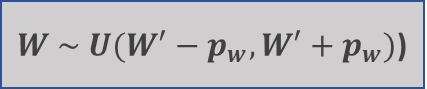 W ~ U(W′ − p_w, W′ + p_w))